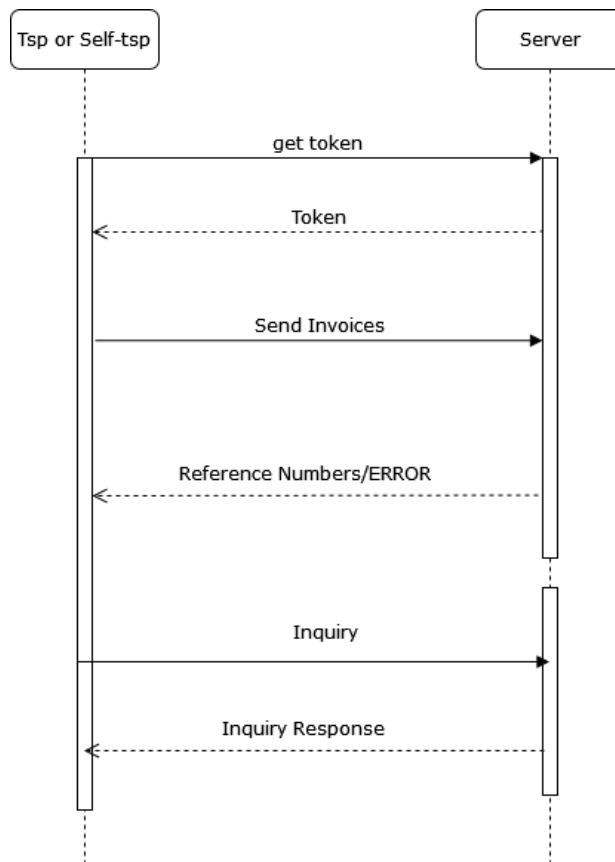 Tsp or Self-tsp
Server
get token
Token
Send Invoices
Reference Numbers/ERROR
Inquiry
Inquiry Response